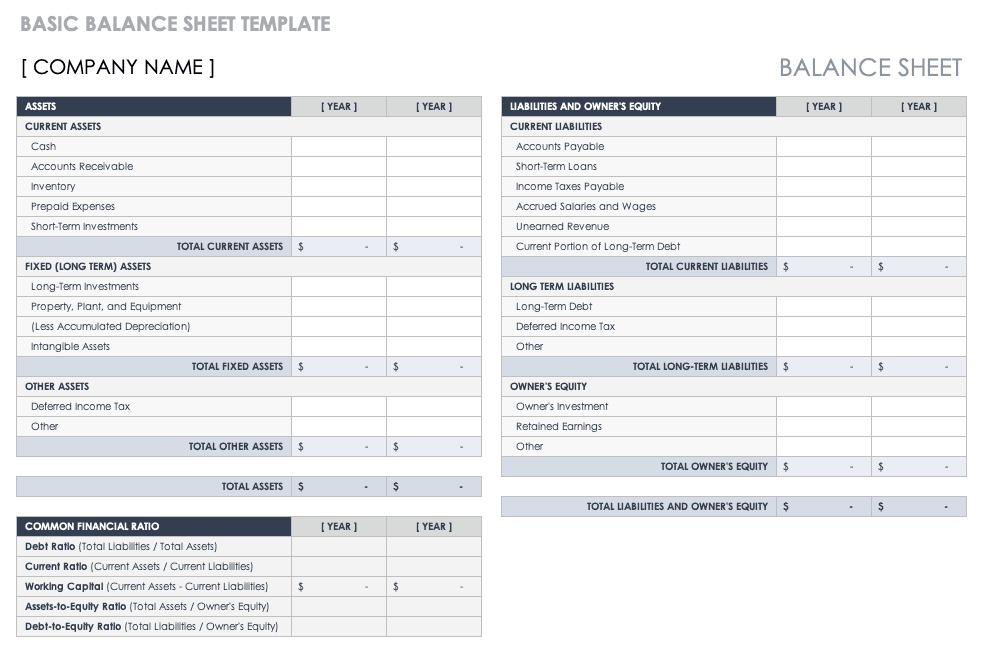 BASIC BALANCE SHEET TEMPLATE
[ COMPANY NAME ]
BALANCE SHEET
ASSETS [ YEAR ] [ YEAR ]
CURRENT ASSETS
Cash
Accounts Receivable
Inventory
Prepaid Expenses
Short-Term Investments
TOTAL CURRENT ASSETS $ - $ -
FIXED (LONG TERM) ASSETS
Long-Term Investments
Property, Plant, and Equipment
(Less Accumulated Depreciation)
Intangible Assets
TOTAL FIXED ASSETS $ - $ -
OTHER ASSETS
Deferred Income Tax
Other
TOTAL OTHER ASSETS $ - $ -
TOTAL ASSETS $ - $ -
COMMON FINANCIAL RATIO [ YEAR ] [ YEAR ]
Debt Ratio (Total Liabilities / Total Assets)
Current Ratio (Current Assets / Current Liabilities)
Working Capital (Current Assets - Current Liabilities) $ - $ -
Assets-to-Equity Ratio (Total Assets / Owner's Equity)
Debt-to-Equity Ratio (Total Liabilities / Owner's Equity)
LIABILITIES AND OWNER'S EQUITY [ YEAR ] [ YEAR ]
CURRENT LIABILITIES
Accounts Payable
Short-Term Loans
Income Taxes Payable
Accrued Salaries and Wages
Unearned Revenue
Current Portion of Long-Term Debt
TOTAL CURRENT LIABILITIES $ - $ -
LONG TERM LIABILITIES
Long-Term Debt
Deferred Income Tax
Other
TOTAL LONG-TERM LIABILITIES $ - $ -
OWNER'S EQUITY
Owner's Investment
Retained Earnings
Other
TOTAL OWNER'S EQUITY $ - $ -
TOTAL LIABILITIES AND OWNER'S EQUITY $ - $ -